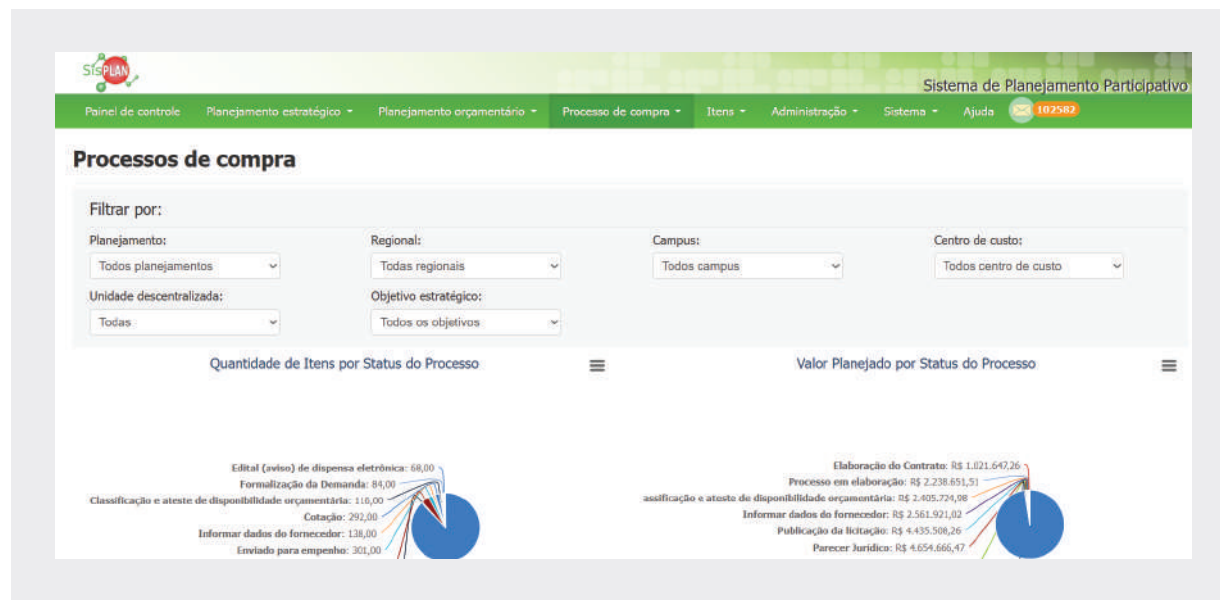 SISPLAN
Sistema de Planejamento Participativo
Painel de controle Planejamento estratégico Planejamento orçamentário Processo de compra Itens Administração Sistema Ajuda 102582
Processos de compra
Filtrar por:
Planejamento: Regional: Campus: Centro de custo:
Todos planejamentos Todas regionais Todos campus Todos centro de custo
Unidade descentralizada: Objetivo estratégico:
Todas Todos os objetivos
Quantidade de Itens por Status do Processo
Edital (aviso) de dispensa eletrônica: 68,00
Formalização da Demanda: 84,00
Classificação e ateste de disponibilidade orçamentária: 116,00
Cotação: 292,00
Informar dados do fornecedor: 138,00
Enviado para empenho: 301,00
Valor Planejado por Status do Processo
Elaboração do Contrato: R$ 1.021.647,26
Processo em elaboração: R$ 2.238.651,51
assificação e ateste de disponibilidade orçamentária: R$ 2.405.724,98
Informar dados do fornecedor: R$ 2.561.921,02
Publicação da licitação: R$ 4.435.508,26
Parecer Jurídico: R$ 4.654.666,47